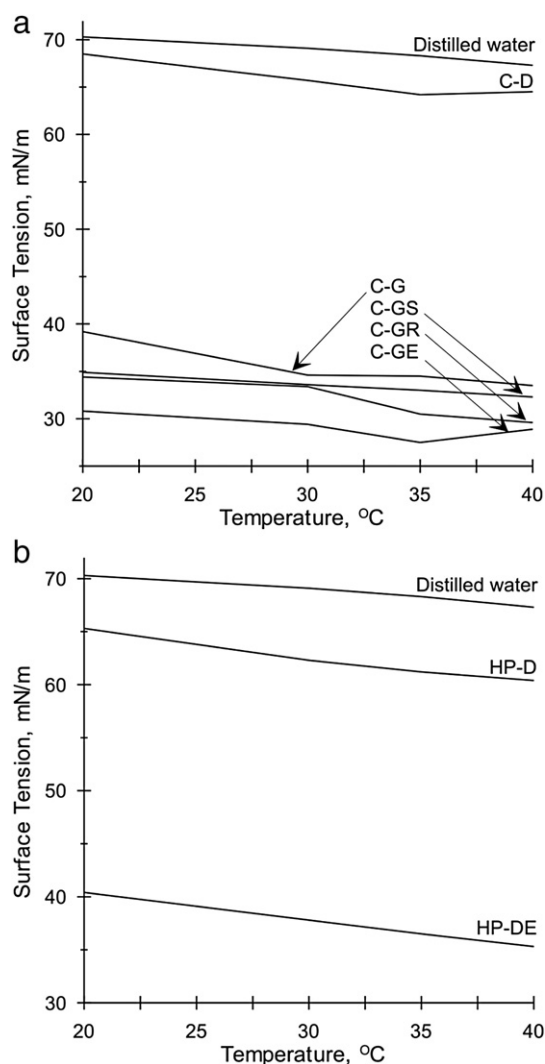 a
70
60
50
40
30
Surface Tension, mN/m
Distilled water
C-D
C-G
C-GS
C-GR
C-GE
20 25 30 35 40
Temperature, °C
b
70
60
50
40
30
Surface Tension, mN/m
Distilled water
HP-D
HP-DE
20 25 30 35 40
Temperature, °C